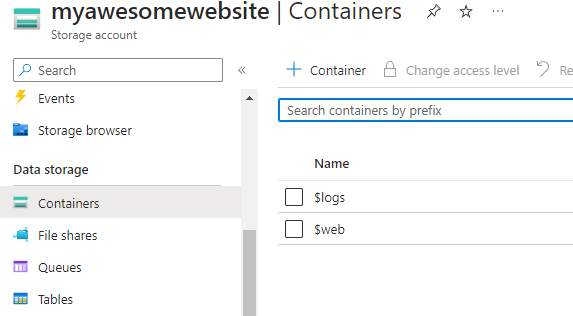 myawesomewebsite | Containers ...
Storage account
Search «
Events
Storage browser
Data storage
Containers
File shares
Queues
Tables
+ Container Change access level Re
Search containers by prefix
Name
$logs
$web